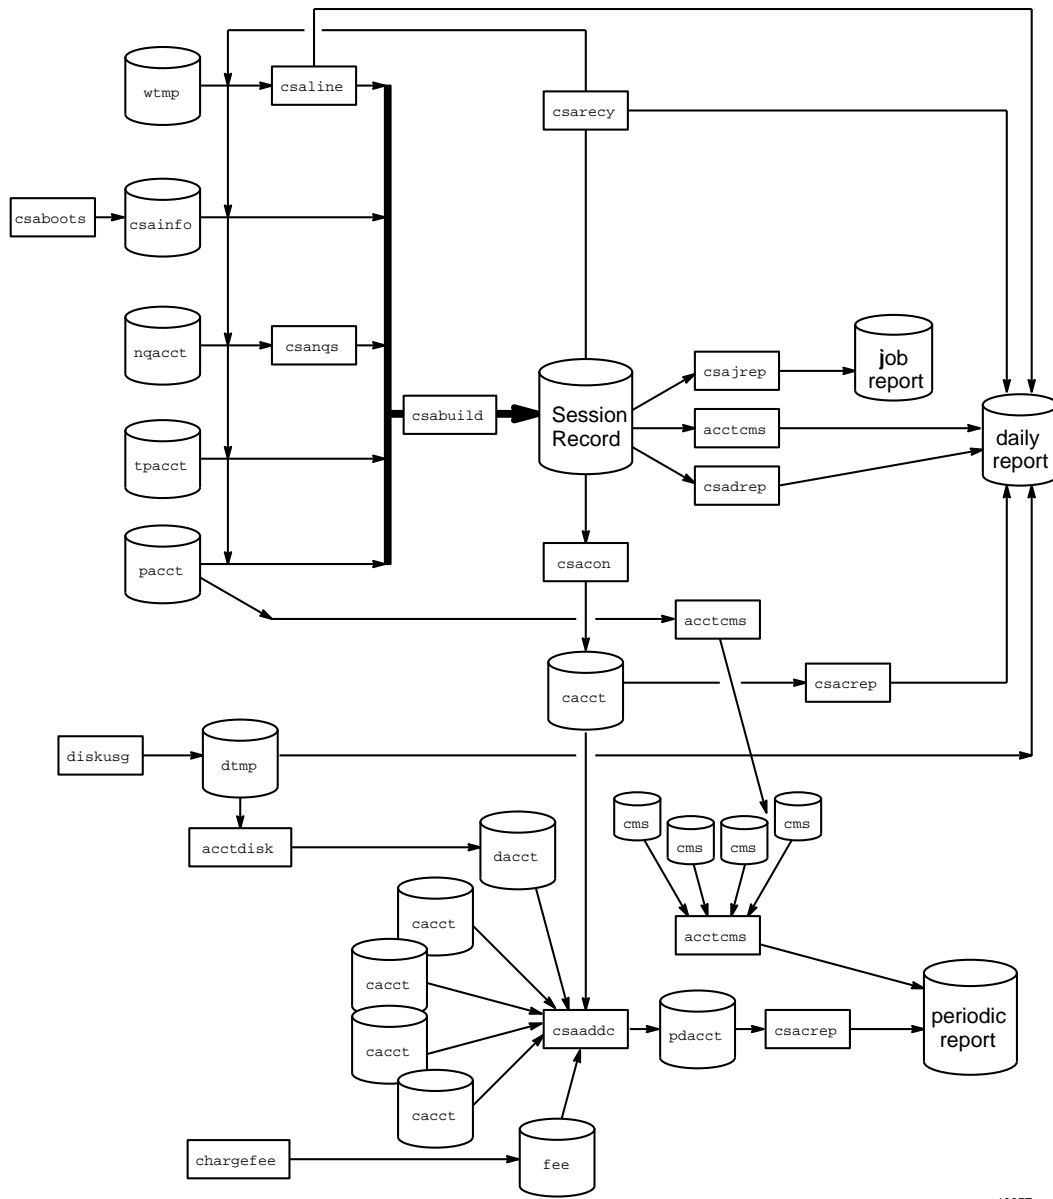 wtmp
csaline
csarecy
csaboots
csainfo
nqacct
csanqs
csajrep
job
report
csabuild
Session
Record
acctcms
daily
report
tpacct
csadrep
pacct
csacon
acctcms
cacct
csacrep
diskusg
dtmp
cms
cms
cms
cms
acctdisk
dacct
cacct
acctcms
cacct
periodic
report
csaaddc
pdacct
csacrep
cacct
cacct
chargefee
fee